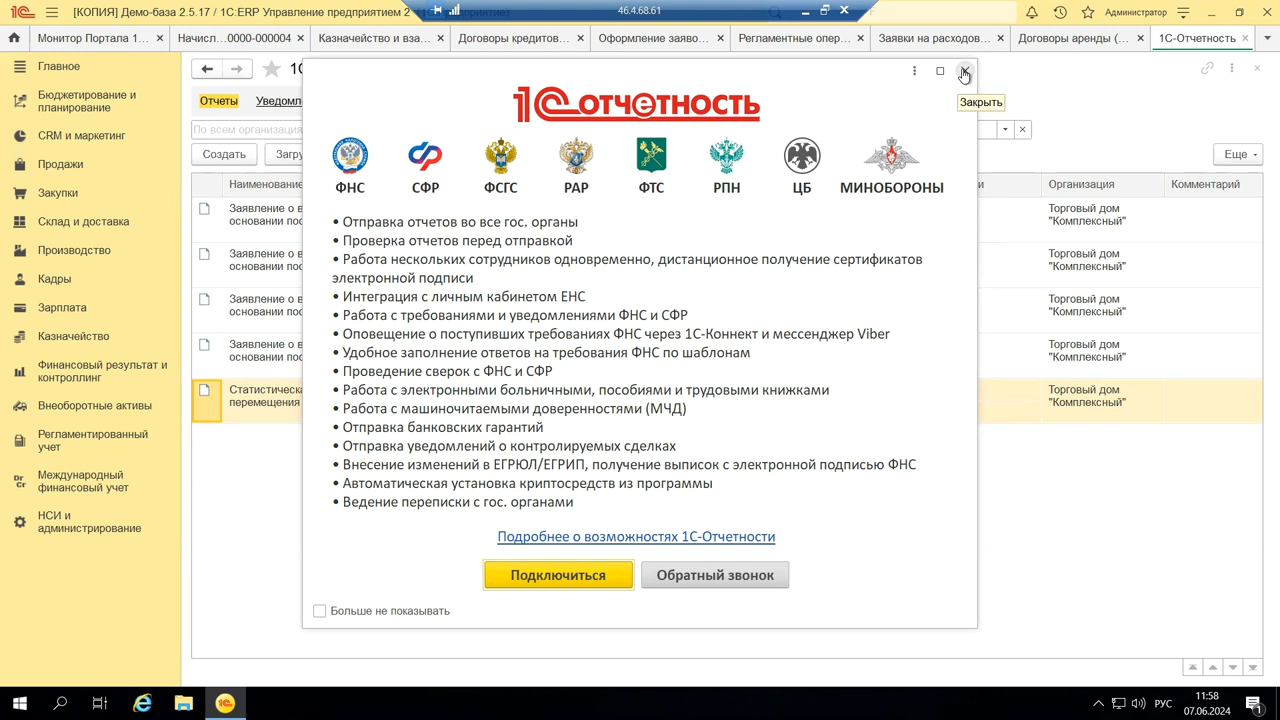 [КОПИЯ] Демо-база 2.5.17 / 1С:ERP Управление предприятием 2
46.4.68.61
Администратор
Монитор Портала 1...
Начисл...0000-000004
Казначейство и вза...
Договоры кредитов...
Оформление заяво...
Регламентные опер...
Заявки на расходов...
Договоры аренды (...
1С-Отчетность
Главное
Бюджетирование и
планирование
CRM и маркетинг
Продажи
Закупки
Склад и доставка
Производство
Кадры
Зарплата
Казначейство
Финансовый результат и
контроллинг
Внеоборотные активы
Регламентированный
учет
Международный
финансовый учет
НСИ и
администрирование
Отчеты
Уведомл
По всем организация
Создать
Загру
Еще
Наименование
Организация
Комментарий
Заявление о в
основании пос
Торговый дом
"Комплексный"
Заявление о в
основании пос
Торговый дом
"Комплексный"
Заявление о в
основании пос
Торговый дом
"Комплексный"
Заявление о в
основании пос
Торговый дом
"Комплексный"
Статистическа
перемещения
Торговый дом
"Комплексный"
Закрыть
1С отчетность
ФНС
СФР
ФСГС
РАР
ФТС
РПН
ЦБ
МИНОБОРОНЫ
• Отправка отчетов во все гос. органы
• Проверка отчетов перед отправкой
• Работа нескольких сотрудников одновременно, дистанционное получение сертификатов
электронной подписи
• Интеграция с личным кабинетом ЕНС
• Работа с требованиями и уведомлениями ФНС и СФР
• Оповещение о поступивших требованиях ФНС через 1С-Коннект и мессенджер Viber
• Удобное заполнение ответов на требования ФНС по шаблонам
• Проведение сверок с ФНС и СФР
• Работа с электронными больничными, пособиями и трудовыми книжками
• Работа с машиночитаемыми доверенностями (МЧД)
• Отправка банковских гарантий
• Отправка уведомлений о контролируемых сделках
• Внесение изменений в ЕГРЮЛ/ЕГРИП, получение выписок с электронной подписью ФНС
• Автоматическая установка криптосредств из программы
• Ведение переписки с гос. органами
Подробнее о возможностях 1С-Отчетности
Подключиться
Обратный звонок
Больше не показывать
РУС
11:58
07.06.2024
1